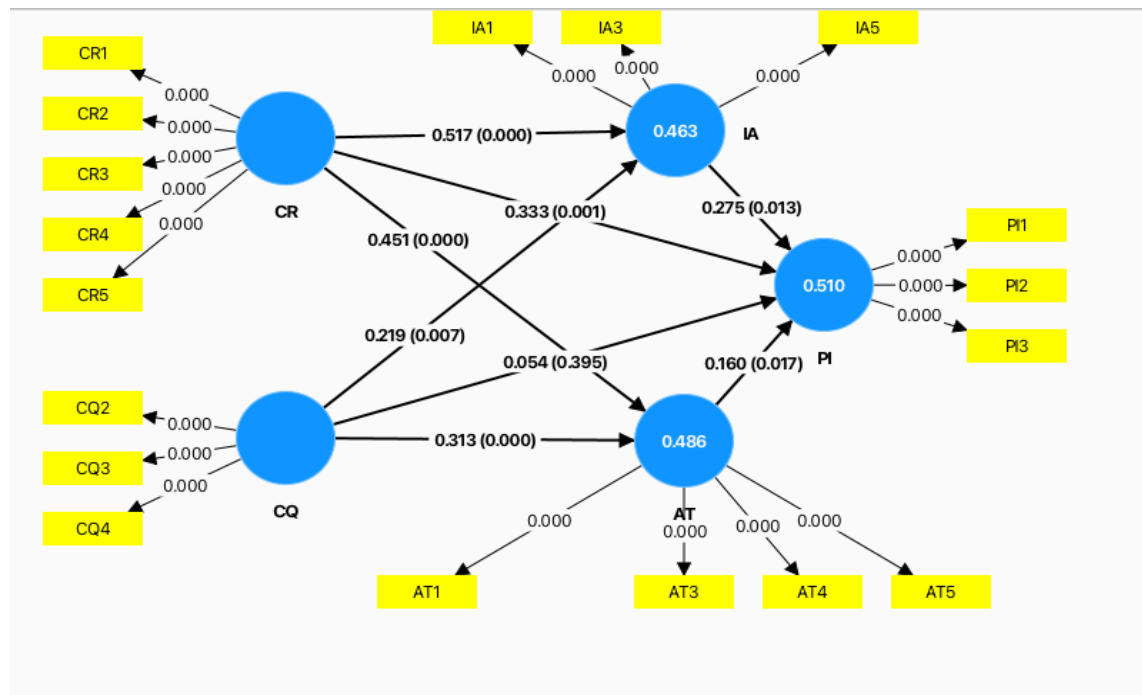 IA1
IA3
IA5
CR1
0.000
0.000
0.000
0.000
CR2
0.000
0.517 (0.000)
0.463
IA
CR3
0.000
0.000
CR4
0.000
CR
0.333 (0.001)
0.275 (0.013)
0.451 (0.000)
CR5
PI1
0.000
0.510
0.000
PI2
0.000
PI3
0.219 (0.007)
0.054 (0.395)
0.160 (0.017)
PI
CQ2
0.000
CQ3
0.000
0.313 (0.000)
0.486
0.000
CQ4
CQ
AT
0.000
0.000
0.000
0.000
AT1
AT3
AT4
AT5